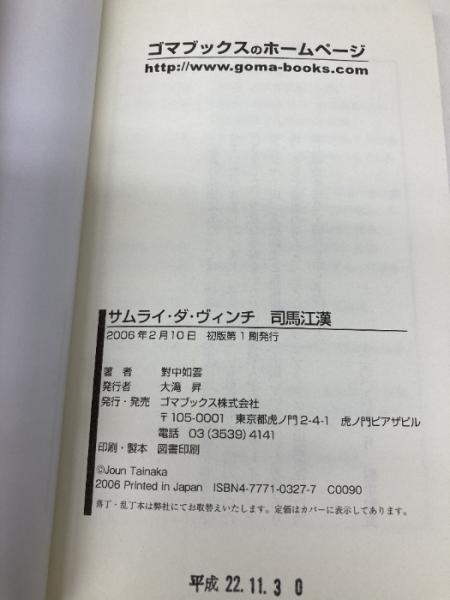 ゴマブックスのホームページ
http://www.goma-books.com
サムライ・ダ・ヴィンチ 司馬江漢
2006年2月10日 初版第1刷発行
著 者 對中如雲
発行者 大滝 昇
発行・発売 ゴマブックス株式会社
〒105-0001 東京都虎ノ門2-4-1 虎ノ門ピアザビル
電話 03(3539)4141
印刷・製本 図書印刷
©Joun Tainaka
2006 Printed in Japan ISBN4-7771-0327-7 C0090
落丁・乱丁本は弊社にてお取替えいたします。定価はカバーに表示してあります。
平成 22.11.30